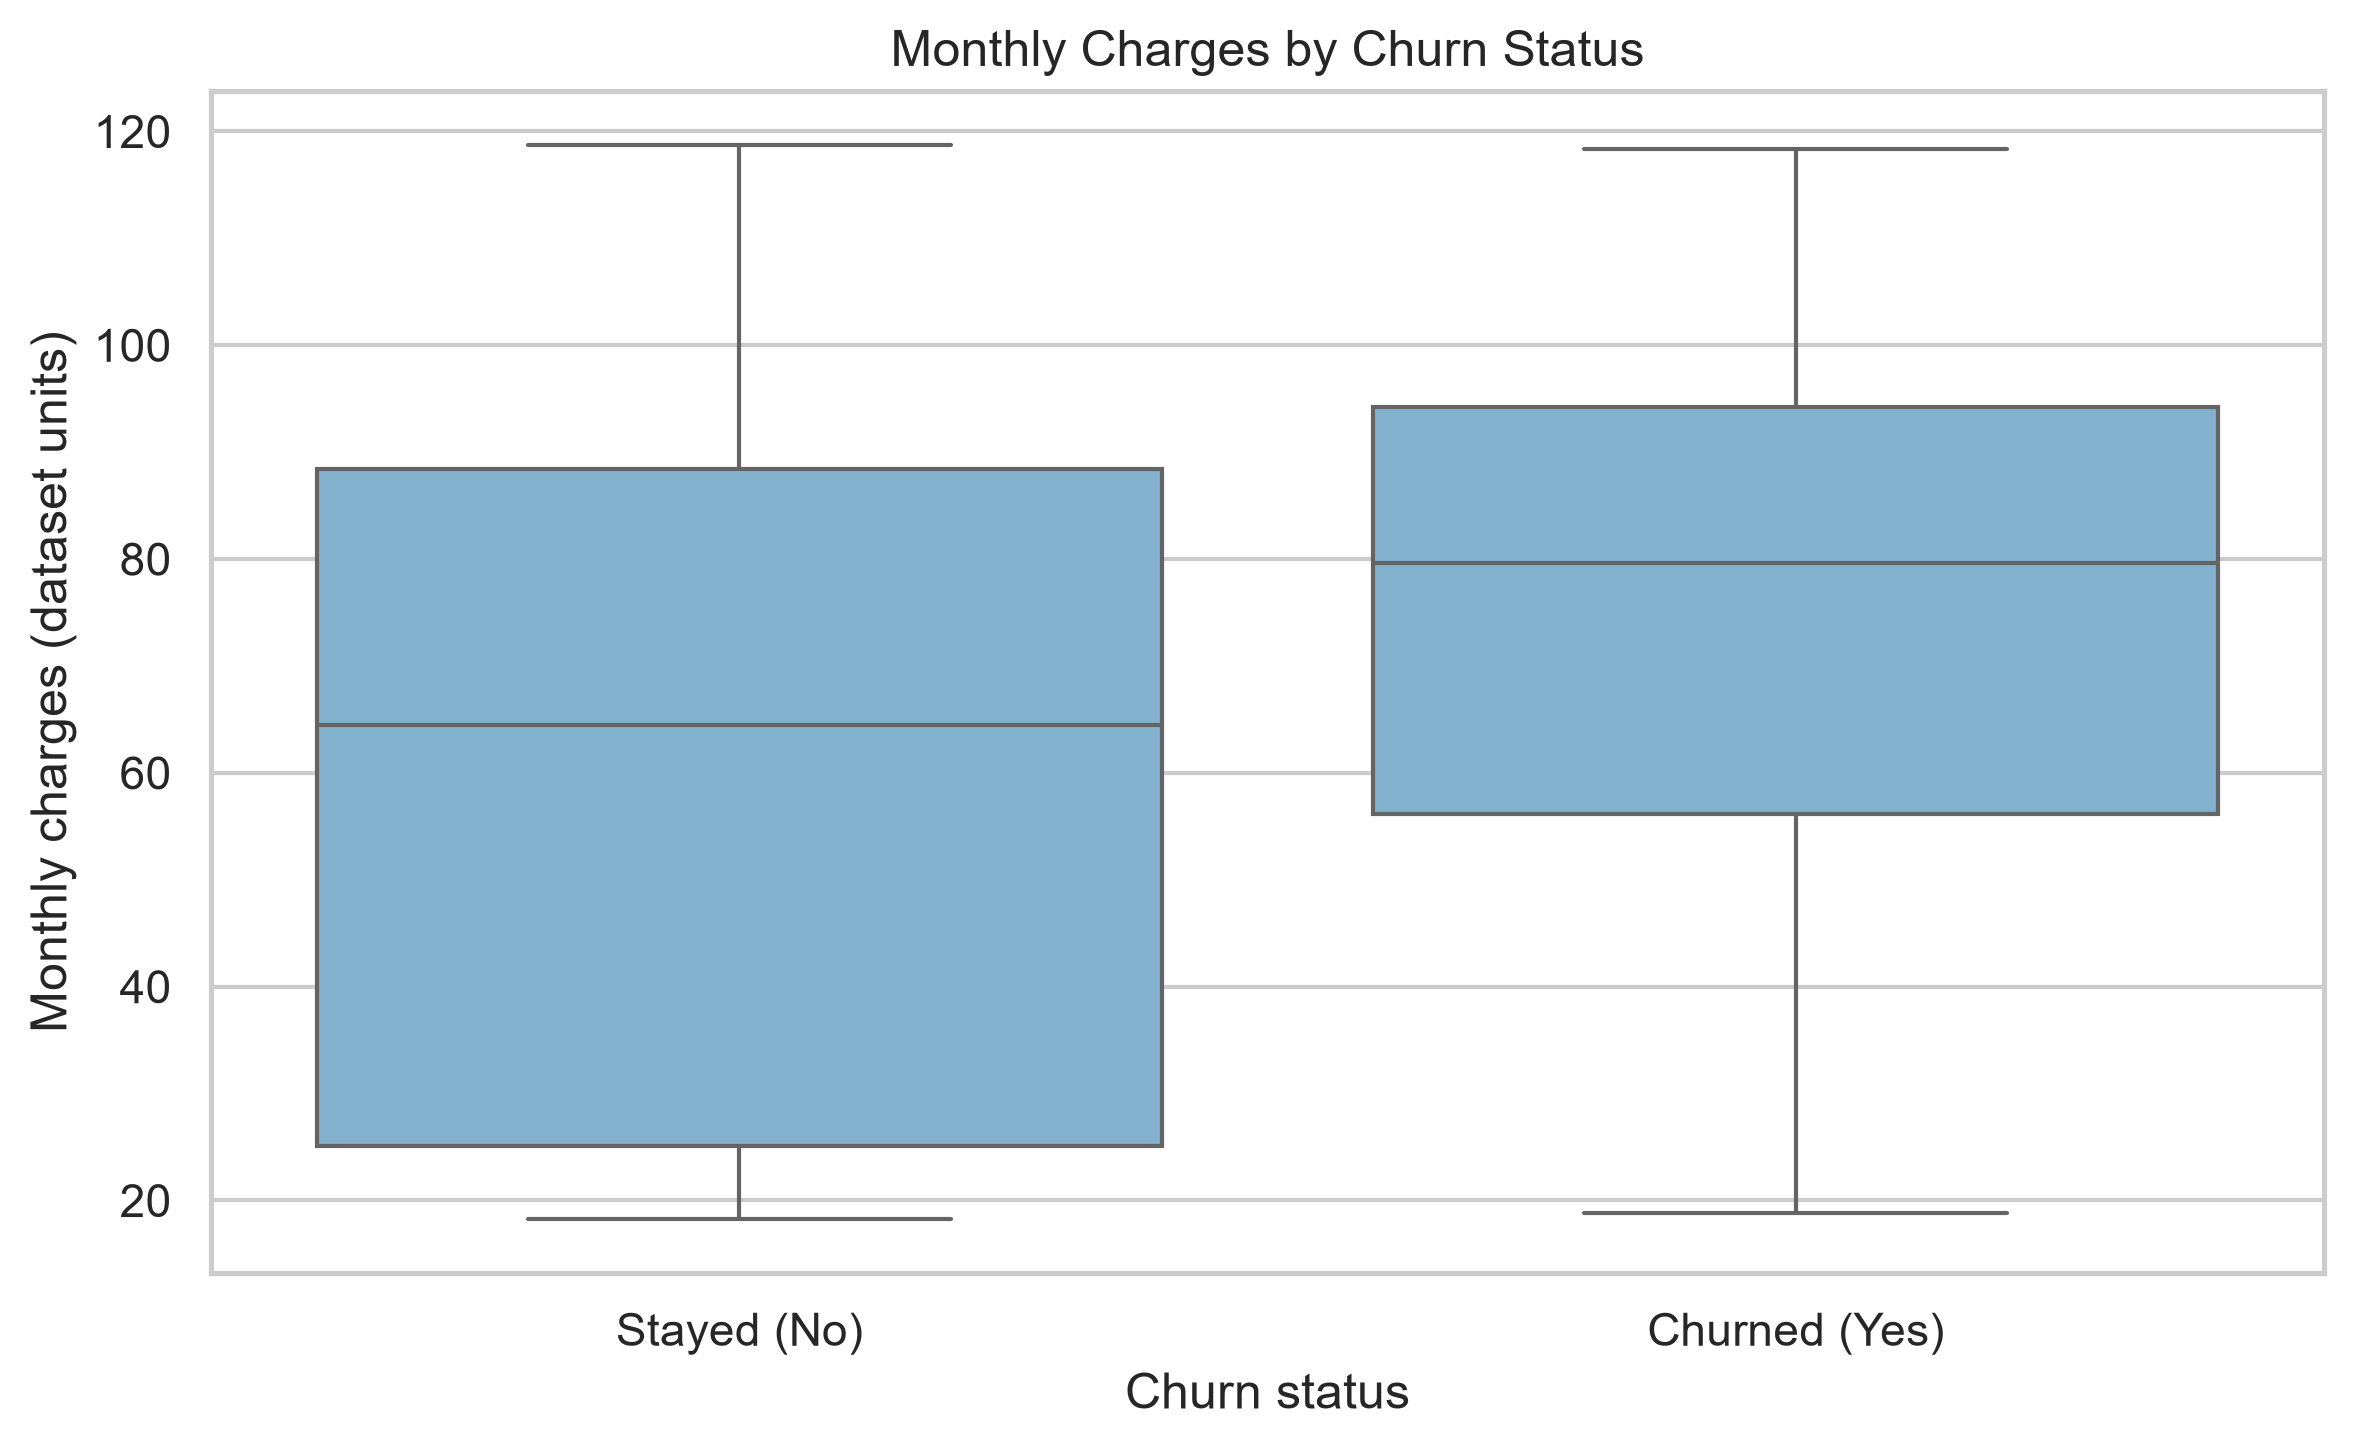 Monthly Charges by Churn Status
Monthly charges (dataset units)
120
100
80
60
40
20
Stayed (No)
Churned (Yes)
Churn status